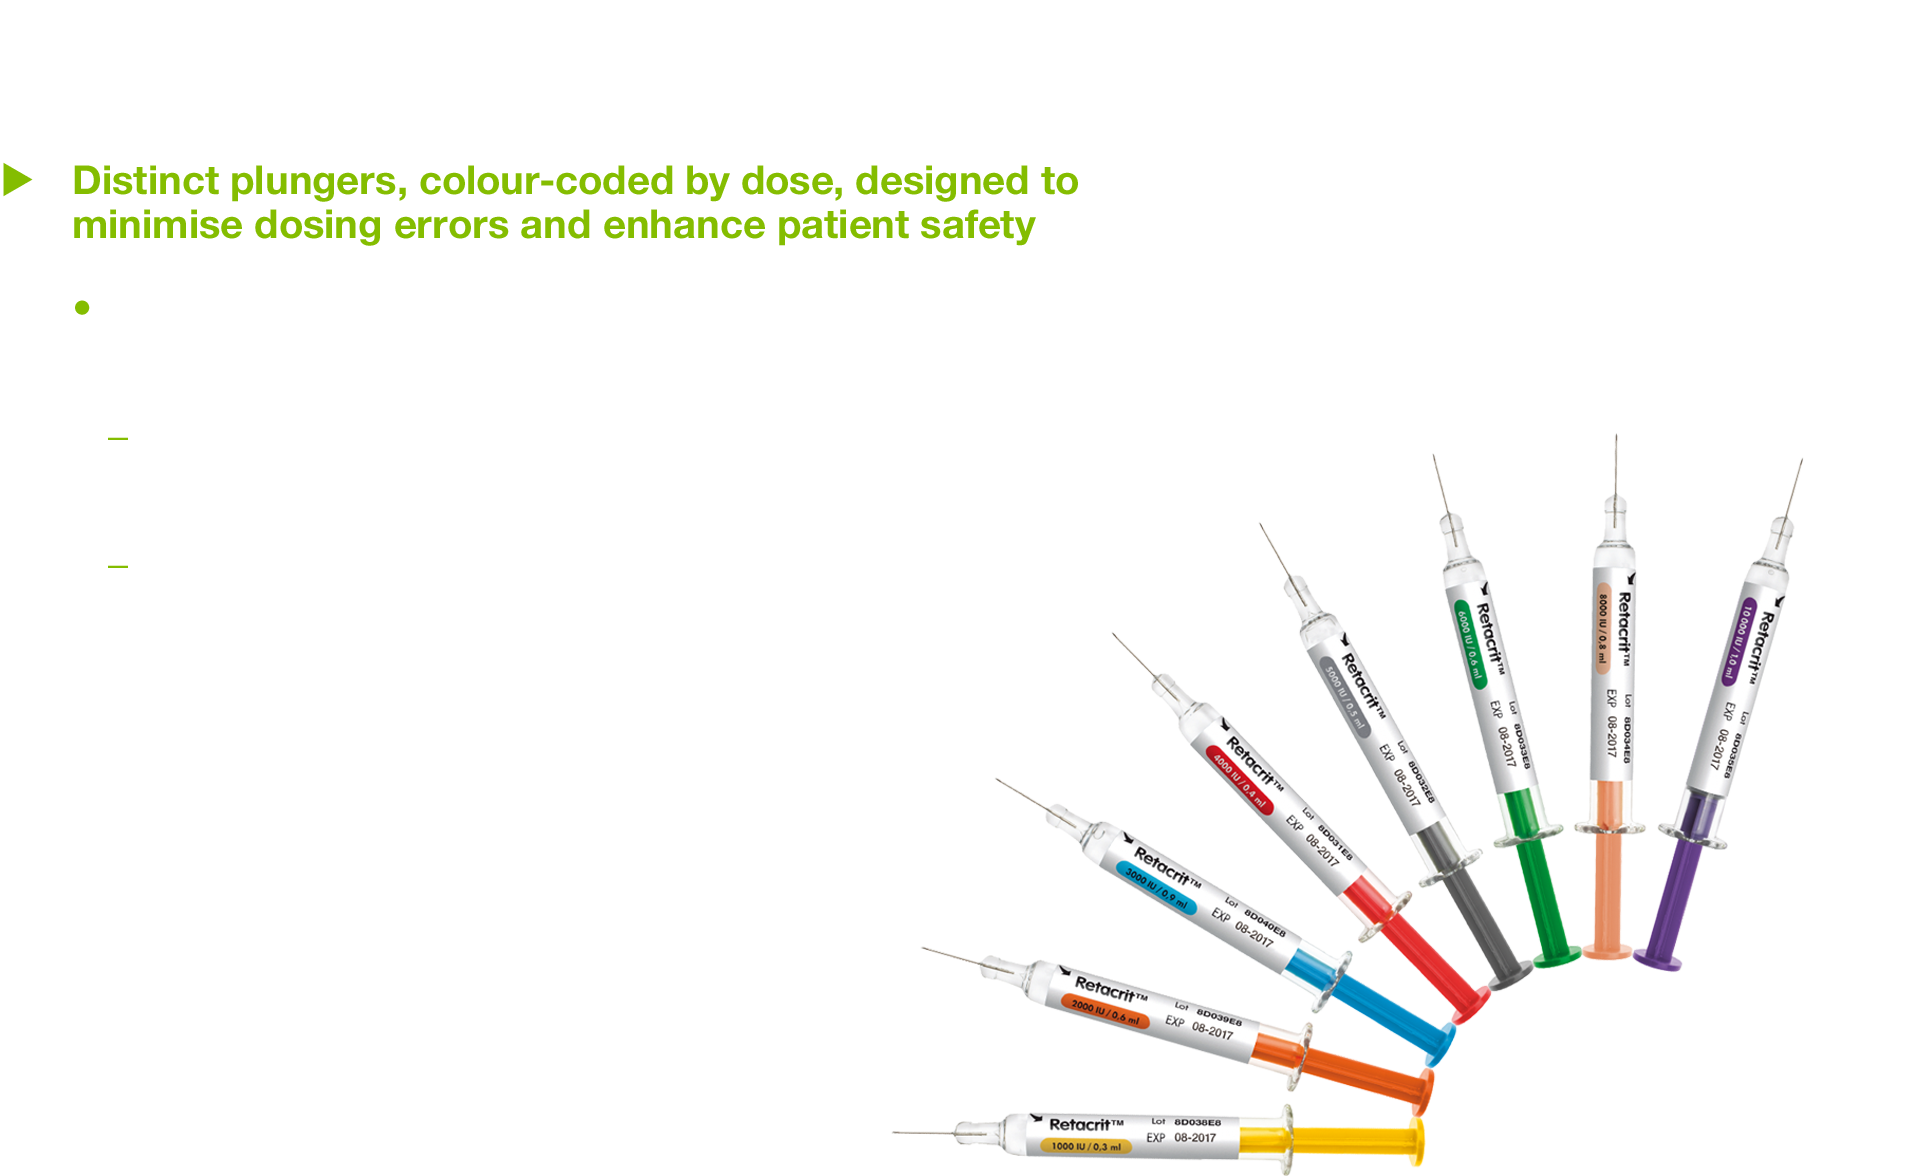 Distinct plungers, colour-coded by dose, designed to
minimise dosing errors and enhance patient safety
Retacrit™
10 000 IU / 1,0 ml
Lot 8D035E8
EXP 08-2017
Retacrit™
8000 IU / 0,8 ml
Lot 8D034E8
EXP 08-2017
Retacrit™
6000 IU / 0,6 ml
Lot 8D033E8
EXP 08-2017
Retacrit™
5000 IU / 0,5 ml
Lot 8D032E8
EXP 08-2017
Retacrit™
4000 IU / 0,4 ml
Lot 8D031E8
EXP 08-2017
Retacrit™
3000 IU / 0,9 ml
Lot 8D040E8
EXP 08-2017
Retacrit™
2000 IU / 0,6 ml
Lot 8D039E8
EXP 08-2017
Retacrit™
1000 IU / 0,3 ml
Lot 8D038E8
EXP 08-2017